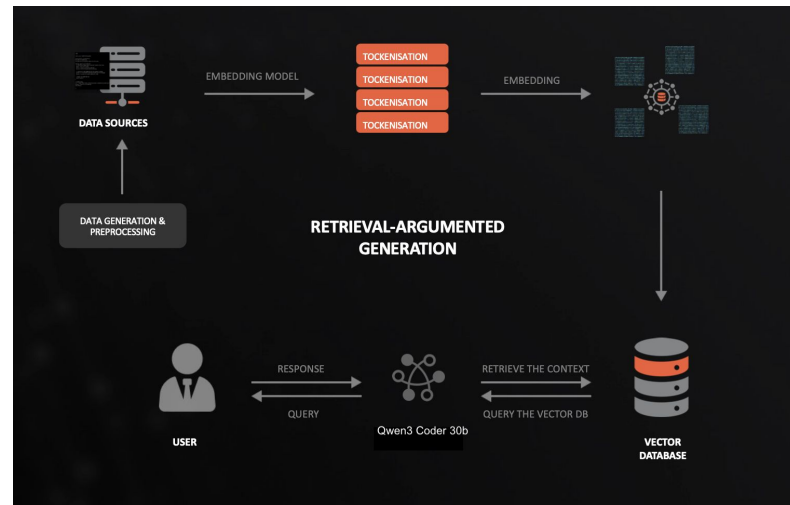 EMBEDDING MODEL
TOCKENISATION
TOCKENISATION
TOCKENISATION
TOCKENISATION
EMBEDDING
DATA SOURCES
DATA GENERATION &
PREPROCESSING
RETRIEVAL-ARGUMENTED
GENERATION
RESPONSE
QUERY
USER
Qwen3 Coder 30b
RETRIEVE THE CONTEXT
QUERY THE VECTOR DB
VECTOR
DATABASE